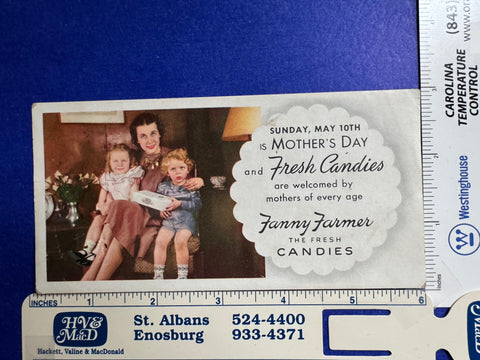 SUNDAY, MAY 10TH
IS MOTHER'S DAY
and Fresh Candies
are welcomed by
mothers of every age
Fanny Farmer
THE FRESH
CANDIES
INCHES 1 2 3 4 5 6
HV&
M&D
Hackett, Valine & MacDonald
St. Albans 524-4400
Enosburg 933-4371
CAROLINA
TEMPERATURE
CONTROL
(843)
Westinghouse
W
Inches